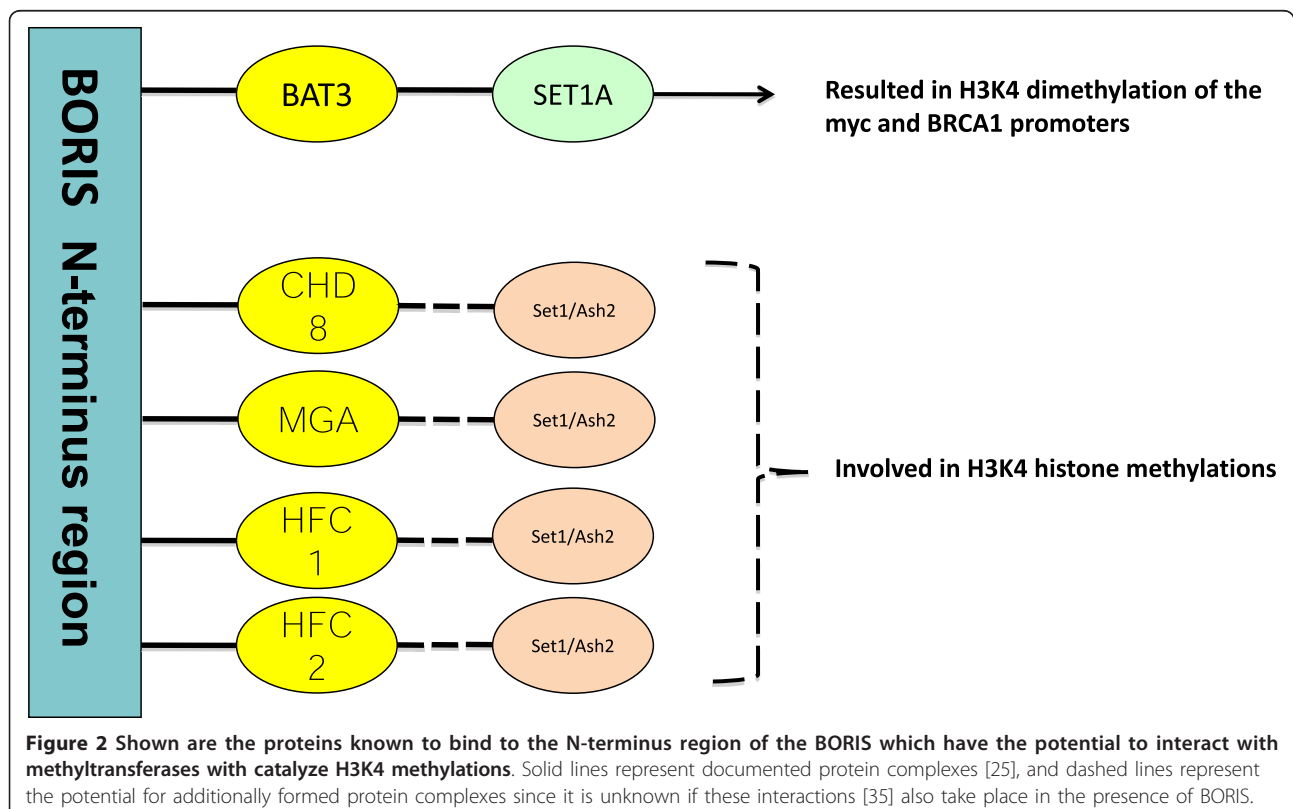 BORIS N-terminus region
BAT3
SET1A
Resulted in H3K4 dimethylation of the
myc and BRCA1 promoters
CHD
8
Set1/Ash2
MGA
Set1/Ash2
Involved in H3K4 histone methylations
HFC
1
Set1/Ash2
HFC
2
Set1/Ash2
Figure 2 Shown are the proteins known to bind to the N-terminus region of the BORIS which have the potential to interact with
methyltransferases with catalyze H3K4 methylations. Solid lines represent documented protein complexes [25], and dashed lines represent
the potential for additionally formed protein complexes since it is unknown if these interactions [35] also take place in the presence of BORIS.